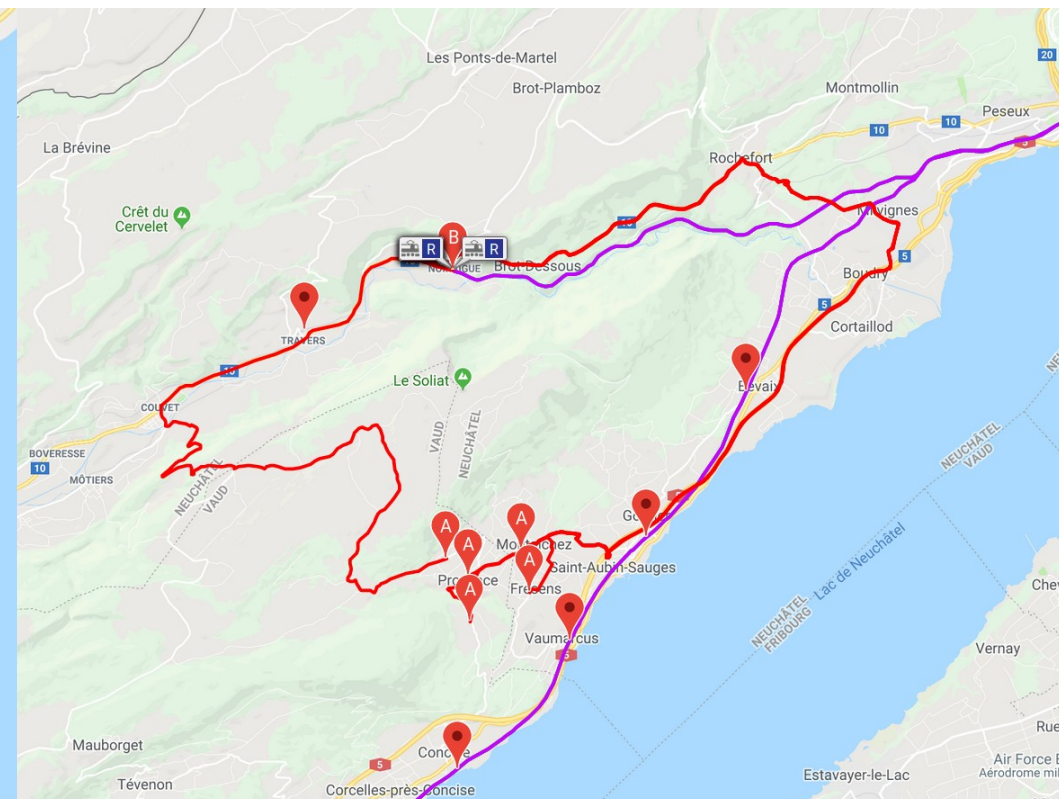 Les Ponts-de-Martel
20
Brot-Plamboz
Montmollin
Peseux
10
10
5
La Brévine
Rochefort
Crêt du
Cervelet
B
R
R
Brot-Dessous
Boudry
5
5
TRAVERS
Cortaillod
Le Soliat
Bevaix
COUVET
VAUD
NEUCHÂTEL
BOVERESSE
10
MÔTIERS
NEUCHÂTEL
VAUD
NEUCHÂTEL
VAUD
A
A
A
A
A
Saint-Aubin-Sauges
Fresens
Lac de Neuchâtel
NEUCHÂTEL
FRIBOURG
Vaumarcus
5
Vernay
Mauborget
5
Tévenon
Corcelles-près-Concise
Estavayer-le-Lac